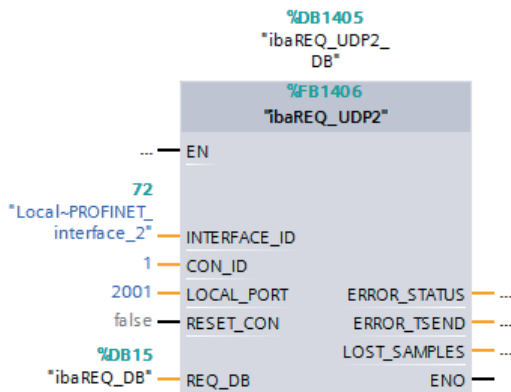 %DB1405
"ibaREQ_UDP2_
DB"
%FB1406
"ibaREQ_UDP2"
... EN
72
"Local~PROFINET_
interface_2" INTERFACE_ID
1 CON_ID
2001 LOCAL_PORT ERROR_STATUS ...
false RESET_CON ERROR_TSEND ...
%DB15 LOST_SAMPLES ...
"ibaREQ_DB" REQ_DB ENO